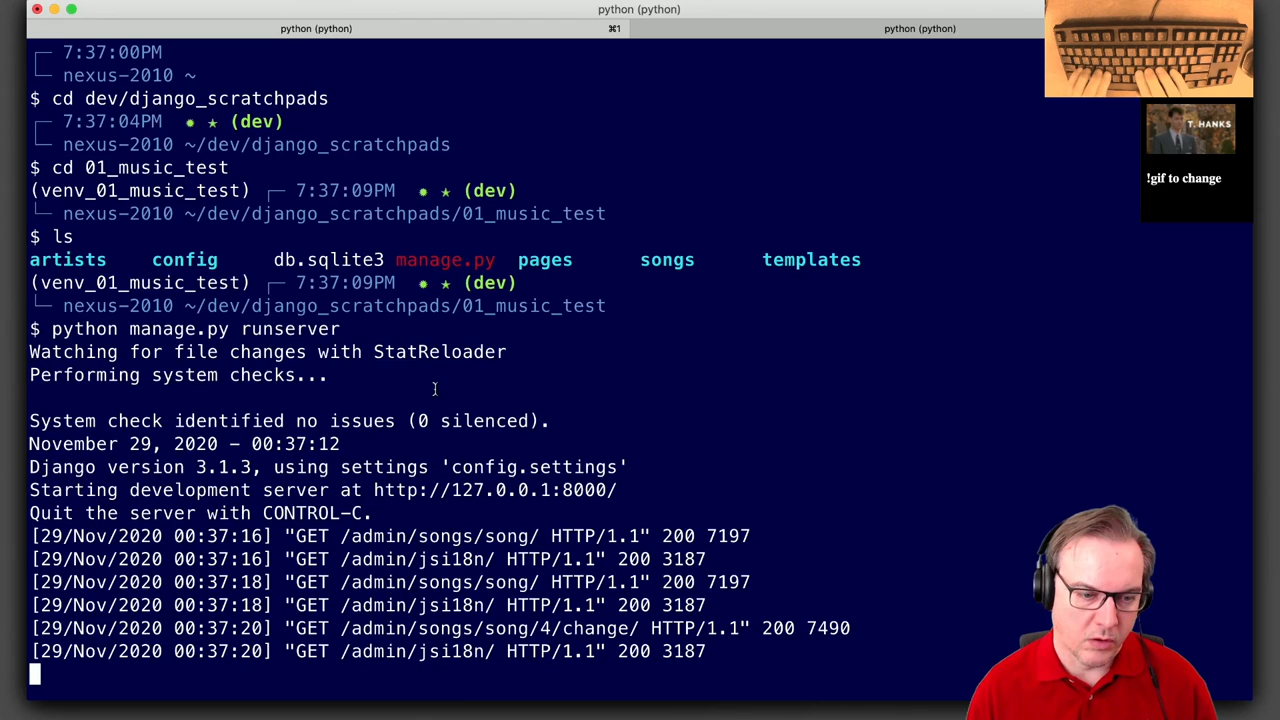 python (python)
python (python)
⌘1
python (python)
7:37:00PM
nexus-2010 ~
$ cd dev/django_scratchpads
7:37:04PM ✹ ★ (dev)
nexus-2010 ~/dev/django_scratchpads
$ cd 01_music_test
(venv_01_music_test) 7:37:09PM ✹ ★ (dev)
nexus-2010 ~/dev/django_scratchpads/01_music_test
$ ls
artists config db.sqlite3 manage.py pages songs templates
(venv_01_music_test) 7:37:09PM ✹ ★ (dev)
nexus-2010 ~/dev/django_scratchpads/01_music_test
$ python manage.py runserver
Watching for file changes with StatReloader
Performing system checks...
System check identified no issues (0 silenced).
November 29, 2020 - 00:37:12
Django version 3.1.3, using settings 'config.settings'
Starting development server at http://127.0.0.1:8000/
Quit the server with CONTROL-C.
[29/Nov/2020 00:37:16] "GET /admin/songs/song/ HTTP/1.1" 200 7197
[29/Nov/2020 00:37:16] "GET /admin/jsi18n/ HTTP/1.1" 200 3187
[29/Nov/2020 00:37:18] "GET /admin/songs/song/ HTTP/1.1" 200 7197
[29/Nov/2020 00:37:18] "GET /admin/jsi18n/ HTTP/1.1" 200 3187
[29/Nov/2020 00:37:20] "GET /admin/songs/song/4/change/ HTTP/1.1" 200 7490
[29/Nov/2020 00:37:20] "GET /admin/jsi18n/ HTTP/1.1" 200 3187
T. HANKS
!gif to change